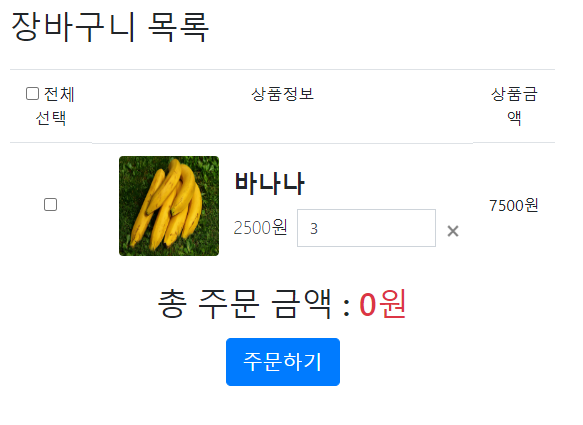 장바구니 목록
전체
선택
상품정보
상품금
액
바나나
2500원 3 ×
7500원
총 주문 금액 : 0원
주문하기